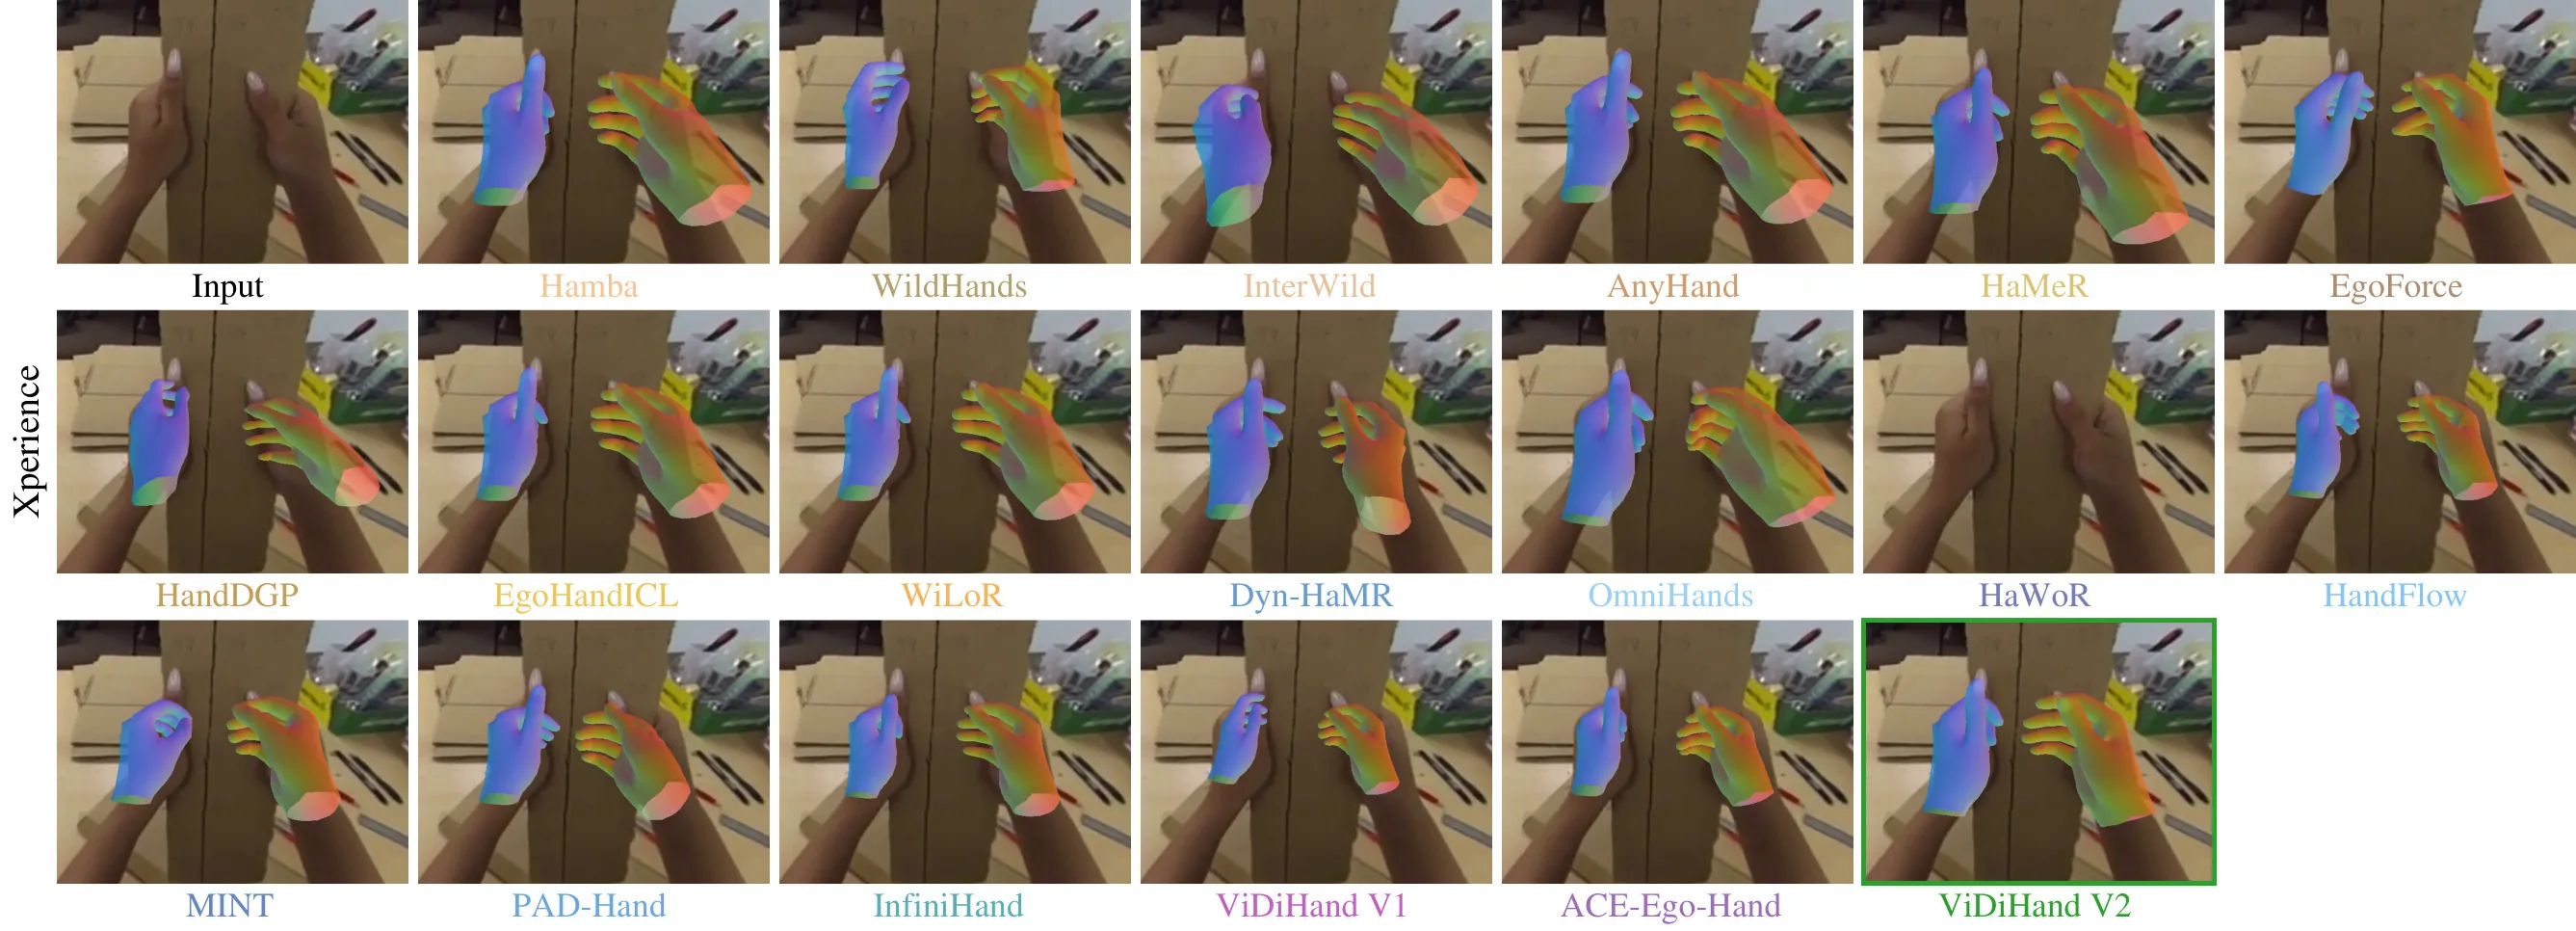 Input
Hamba
WildHands
InterWild
AnyHand
HaMeR
EgoForce
Xperience
HandDGP
EgoHandICL
WiLoR
Dyn-HaMR
OmniHands
HaWoR
HandFlow
MINT
PAD-Hand
InfiniHand
ViDiHand V1
ACE-Ego-Hand
ViDiHand V2